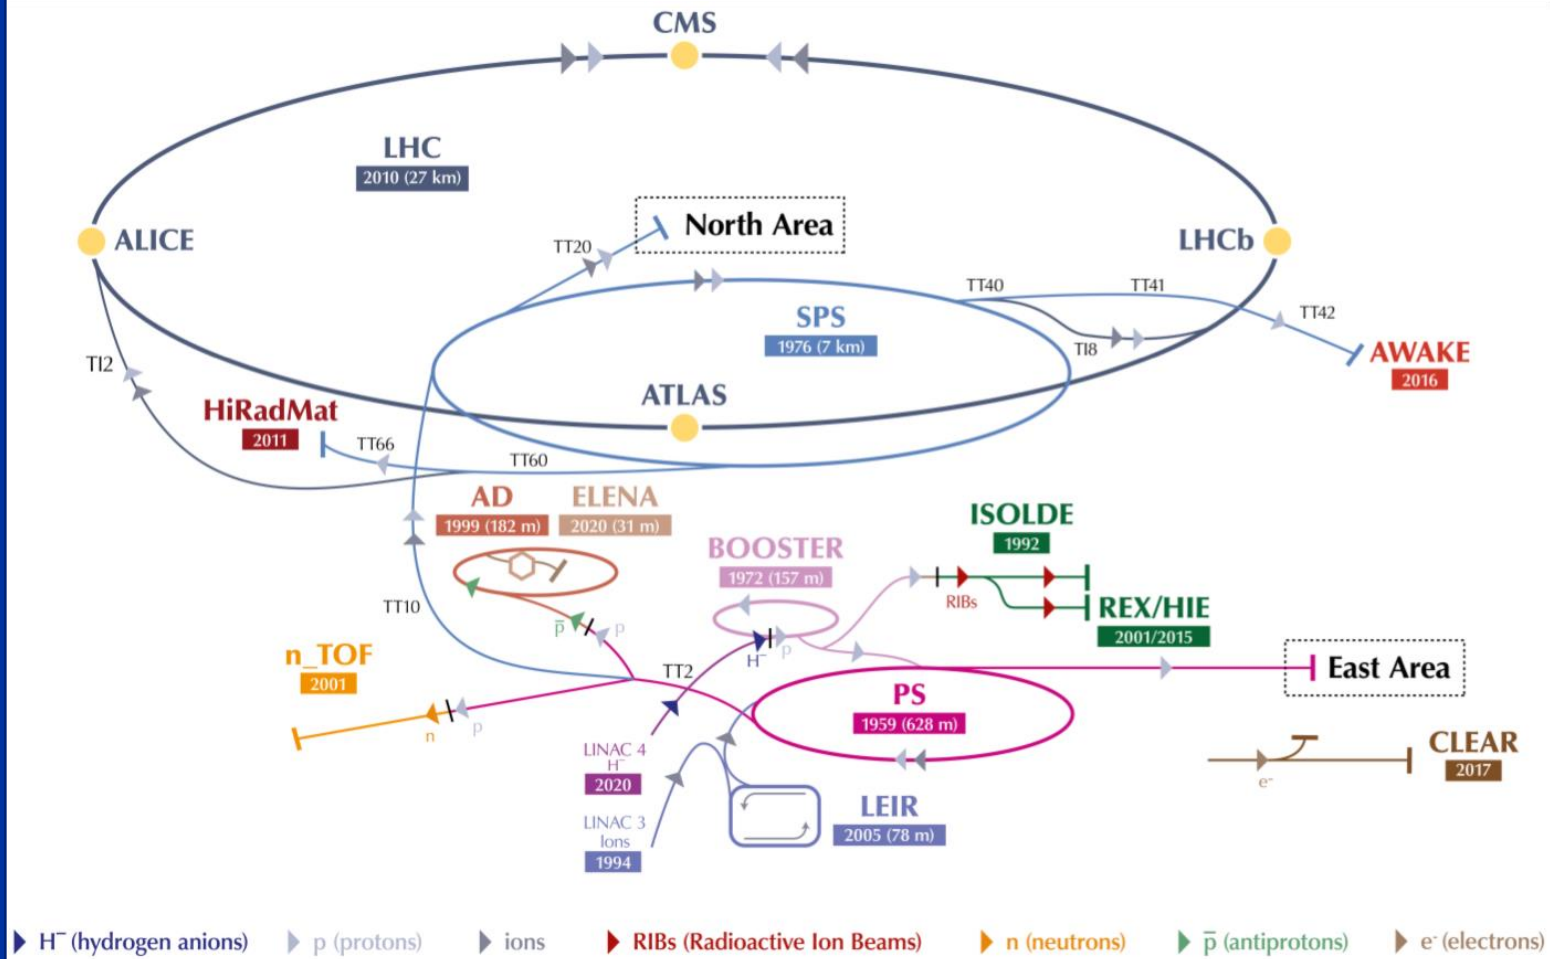 CMS
LHC
2010 (27 km)
North Area
TT20
ALICE
LHCb
TT40
TT41
SPS
1976 (7 km)
TT42
TI8
TI2
AWAKE
2016
ATLAS
HiRadMat
2011
TT66
TT60
AD
1999 (182 m)
ELENA
2020 (31 m)
ISOLDE
1992
BOOSTER
1972 (157 m)
RIBs
REX/HIE
2001/2015
TT10
p̅
p
H⁻
p
n_TOF
2001
TT2
East Area
PS
1959 (628 m)
n
p
LINAC 4
H⁻
2020
CLEAR
2017
e⁻
LEIR
2005 (78 m)
LINAC 3
Ions
1994
H⁻ (hydrogen anions) p (protons) ions RIBs (Radioactive Ion Beams) n (neutrons) p̅ (antiprotons) e⁻ (electrons)